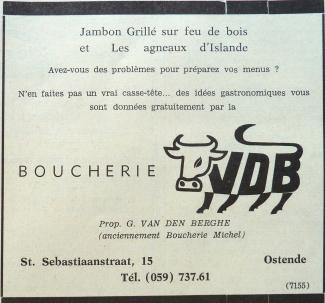 Jambon Grillé sur feu de bois
et Les agneaux d'Islande
Avez-vous des problèmes pour préparez vos menus ?
N'en faites pas un vrai casse-tête... des idées gastronomiques vous
sont données gratuitement par la
BOUCHERIE VDB
Prop. G. VAN DEN BERGHE
(anciennement Boucherie Michel)
St. Sebastiaanstraat, 15 Ostende
Tél. (059) 737.61
(7155)